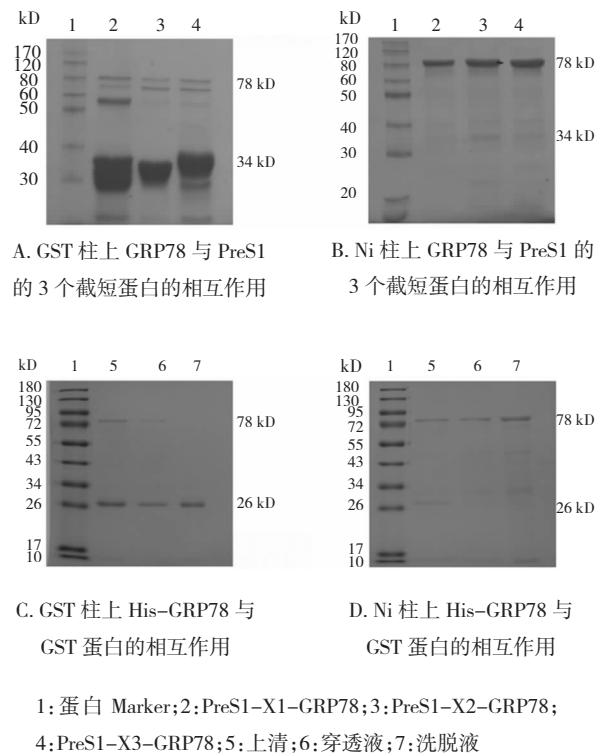 kD 1 2 3 4
170
120
80
60
50
40
30
78 kD
34 kD
kD 1 2 3 4
170
120
80
60
50
40
30
20
78 kD
34 kD
A. GST 柱上 GRP78 与 PreS1
的 3 个截短蛋白的相互作用
B. Ni 柱上 GRP78 与 PreS1 的
3 个截短蛋白的相互作用
kD 1 5 6 7
180
130
95
72
55
43
34
26
17
10
78 kD
26 kD
kD 1 5 6 7
180
130
95
72
55
43
34
26
17
10
78 kD
26 kD
C. GST 柱上 His-GRP78 与
GST 蛋白的相互作用
D. Ni 柱上 His-GRP78 与
GST 蛋白的相互作用
1:蛋白 Marker;2:PreS1-X1-GRP78;3:PreS1-X2-GRP78;
4:PreS1-X3-GRP78;5:上清;6:穿透液;7:洗脱液